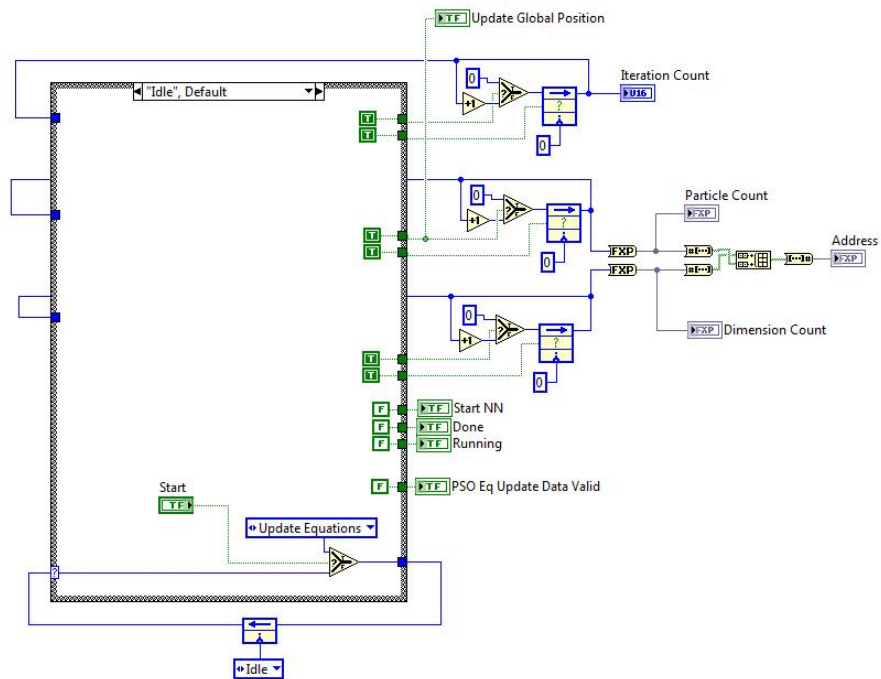 TF Update Global Position
"Idle", Default
0
+1
T F
?
Iteration Count
U16
T
T
0
?
0
Particle Count
FXP
0
+1
T F
?
T
T
0
FXP
#[···]
[···]#
Address
FXP
FXP
#[···]
0
+1
T F
?
FXP Dimension Count
T
T
0
F TF Start NN
F TF Done
F TF Running
F TF PSO Eq Update Data Valid
Start
TF
Update Equations
?
T F
?
Idle